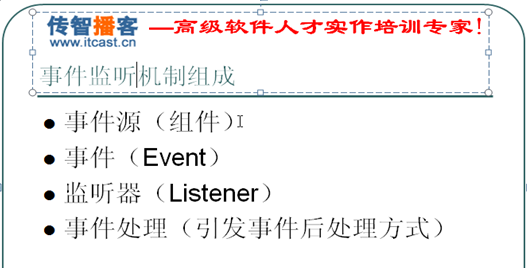 传智播客 —高级软件人才实作培训专家!
www.itcast.cn
事件监听机制组成
● 事件源（组件）
● 事件（Event）
● 监听器（Listener）
● 事件处理（引发事件后处理方式）